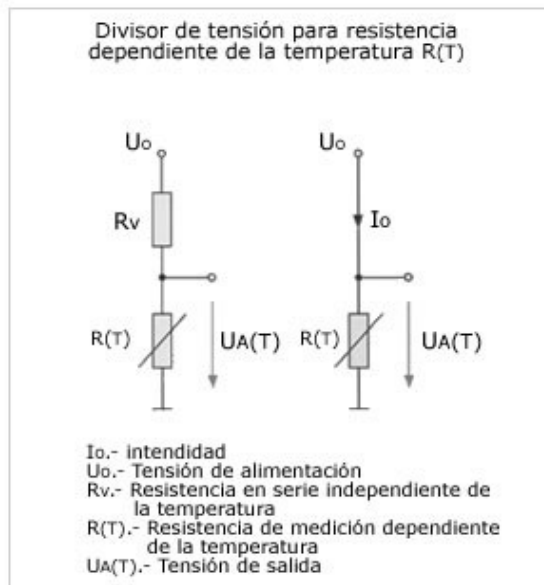 Divisor de tensión para resistencia
dependiente de la temperatura R(T)
Uo
Uo
Rv
Io
R(T)
UA(T)
R(T)
UA(T)
Io.- intendidad
Uo.- Tensión de alimentación
Rv.- Resistencia en serie independiente de
la temperatura
R(T).- Resistencia de medición dependiente
de la temperatura
UA(T).- Tensión de salida